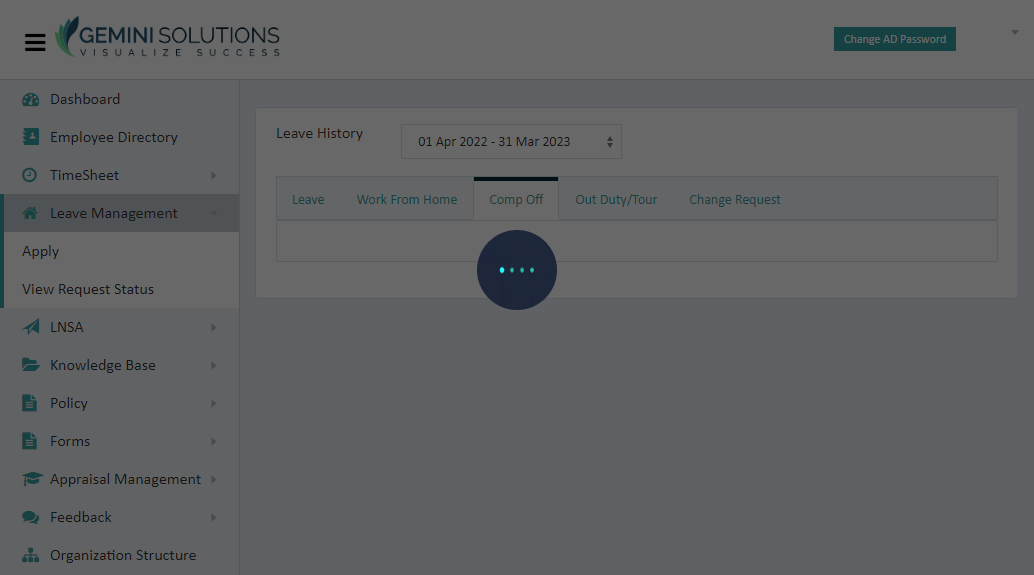 GEMINI SOLUTIONS
VISUALIZE SUCCESS
Change AD Password
Dashboard
Employee Directory
TimeSheet
Leave Management
Apply
View Request Status
LNSA
Knowledge Base
Policy
Forms
Appraisal Management
Feedback
Organization Structure
Leave History
01 Apr 2022 - 31 Mar 2023
Leave Work From Home Comp Off Out Duty/Tour Change Request